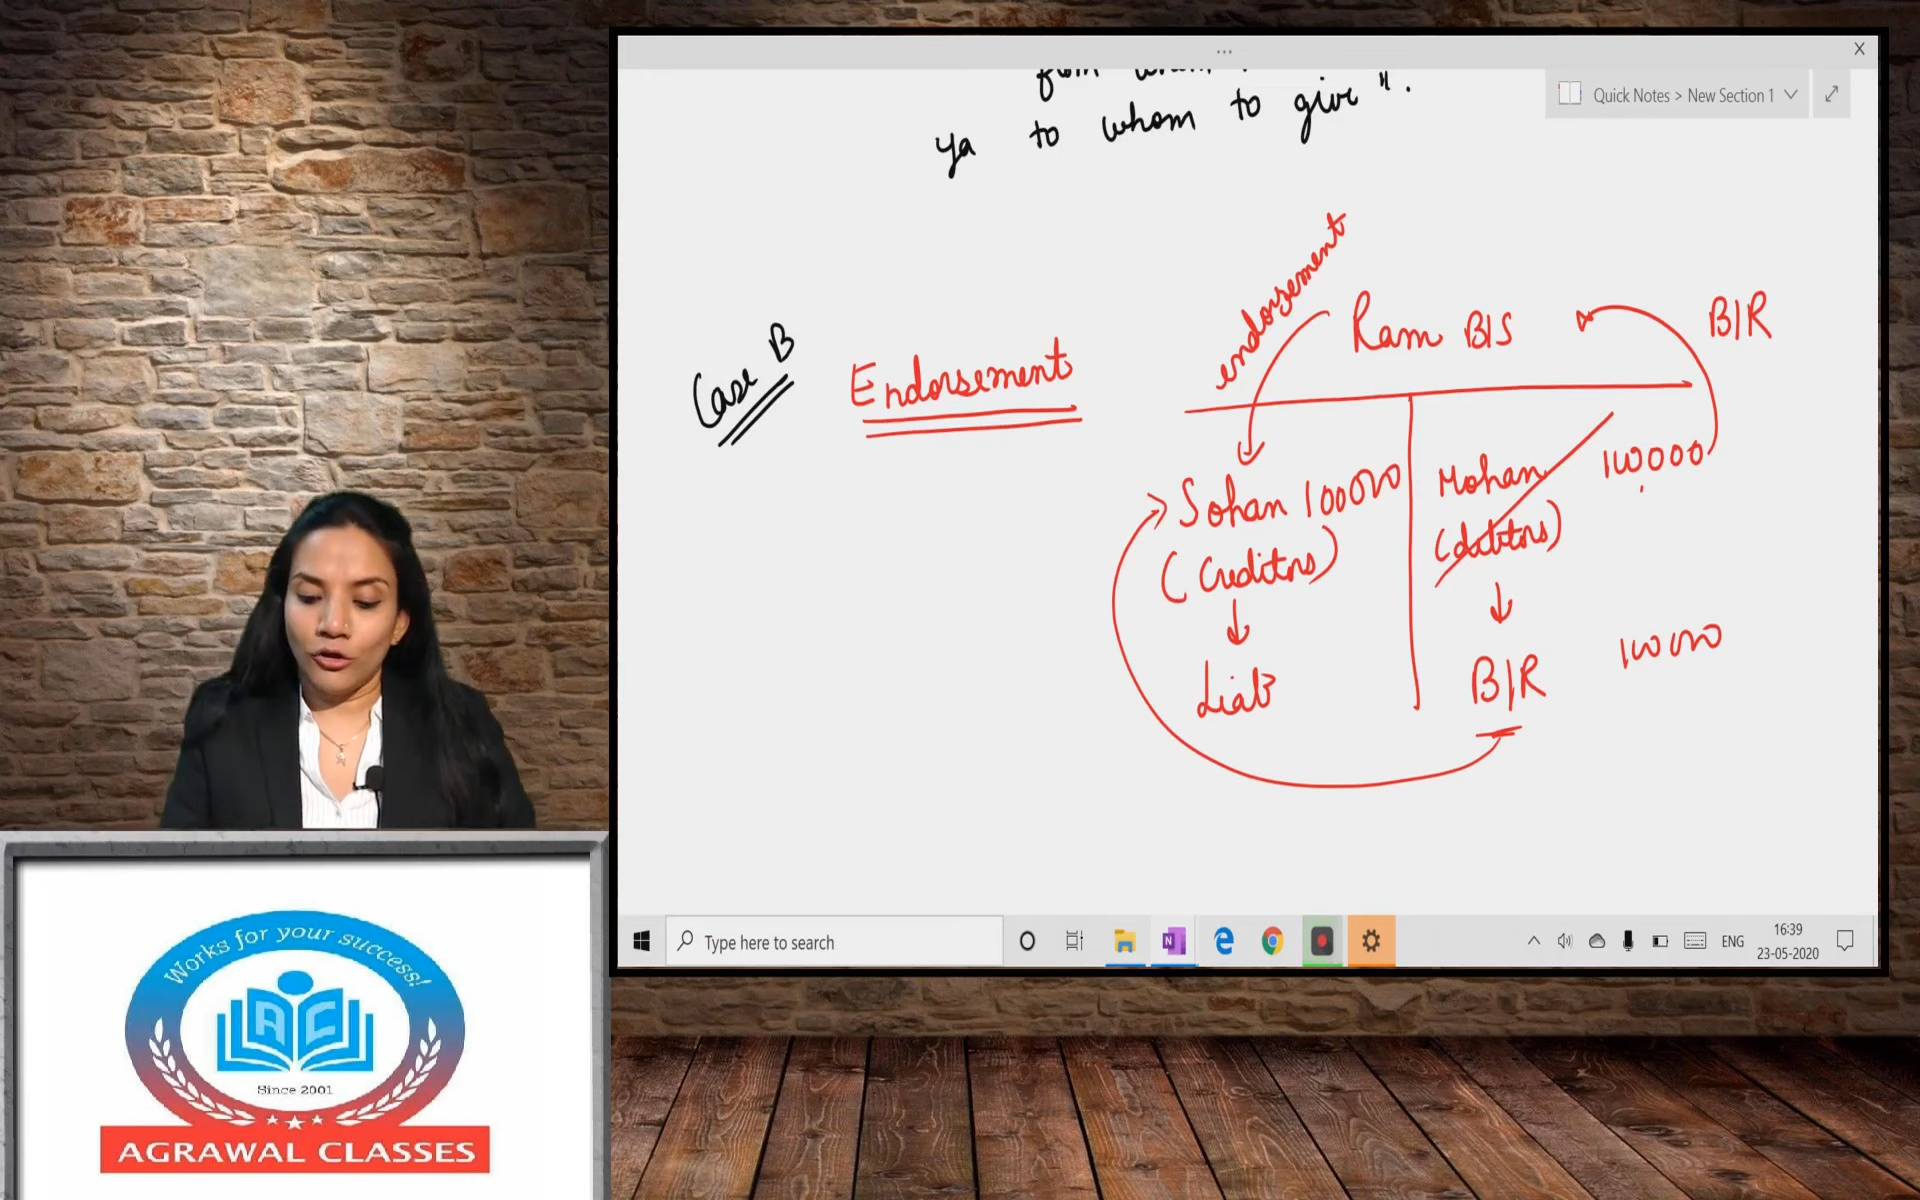 to whom to give".
ya
Quick Notes > New Section 1
Case B
Endorsement
endorsement
Ram B/S
B/R
Sohan 100000
(Creditors)
Liab
Mohan 100000
(debtors)
B/R 100000
Type here to search
ENG
16:39
23-05-2020
Works for your success!
AC
Since 2001
AGRAWAL CLASSES